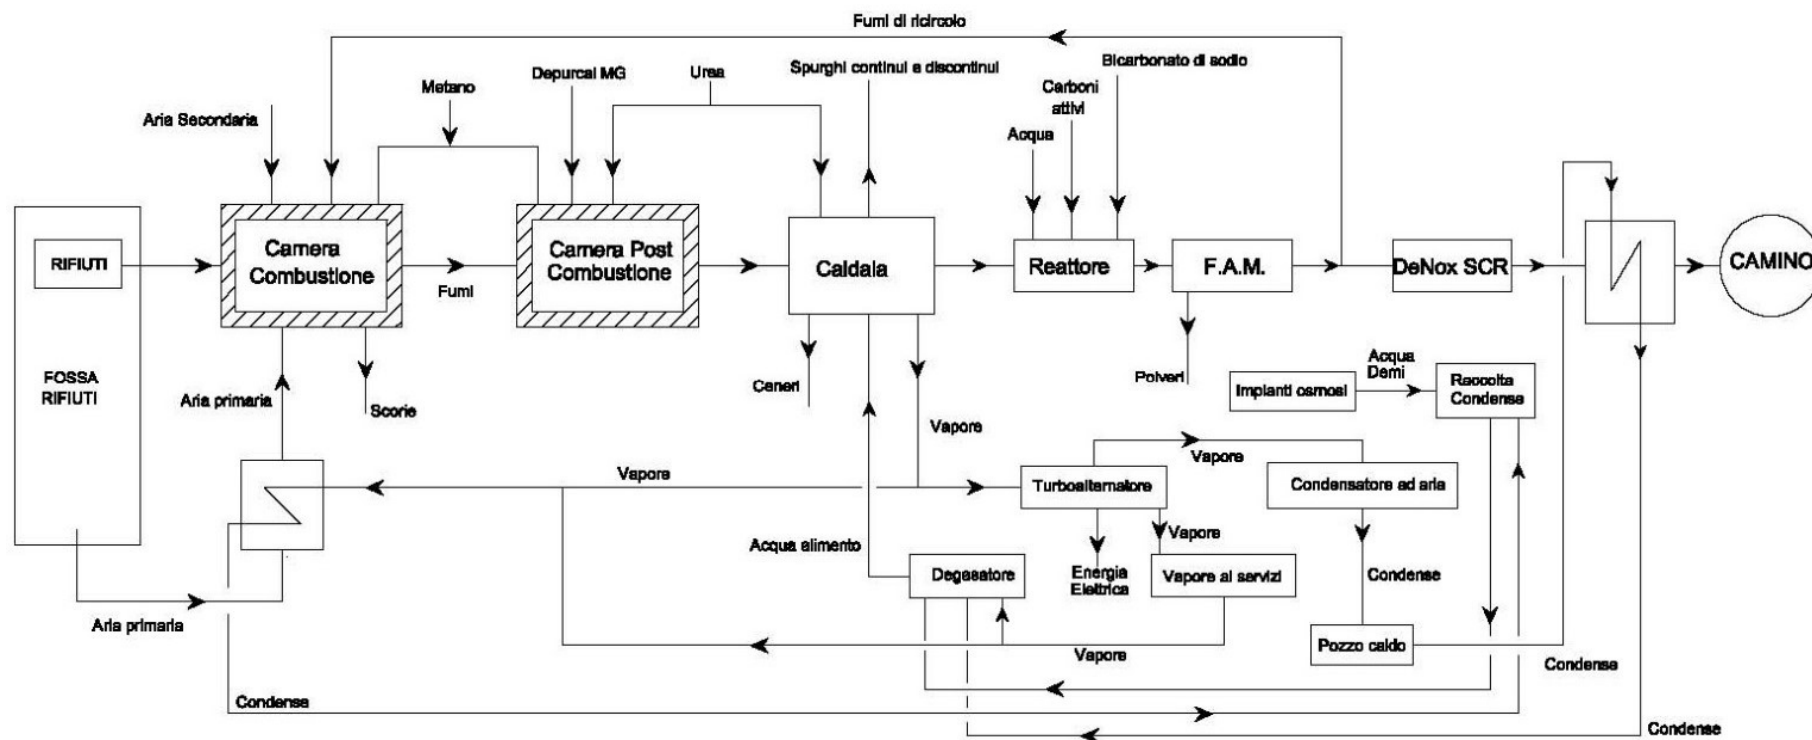 Fumi di ricircolo
Depurcal MG
Urea
Spurghi continui e discontinui
Bicarbonato di sodio
Metano
Carboni
attivi
Aria Secondaria
Acqua
RIFIUTI
Camera
Combustione
Fumi
Camera Post
Combustione
Caldaia
Reattore
F.A.M.
DeNox SCR
CAMINO
FOSSA
RIFIUTI
Aria primaria
Scorie
Ceneri
Polveri
Impianti osmosi
Acqua
Demi
Raccolta
Condense
Vapore
Vapore
Vapore
Turboalternatore
Condensatore ad aria
Acqua alimento
Vapore
Degasatore
Energia
Elettrica
Vapore ai servizi
Condense
Aria primaria
Vapore
Pozzo caldo
Condense
Condense
Condense